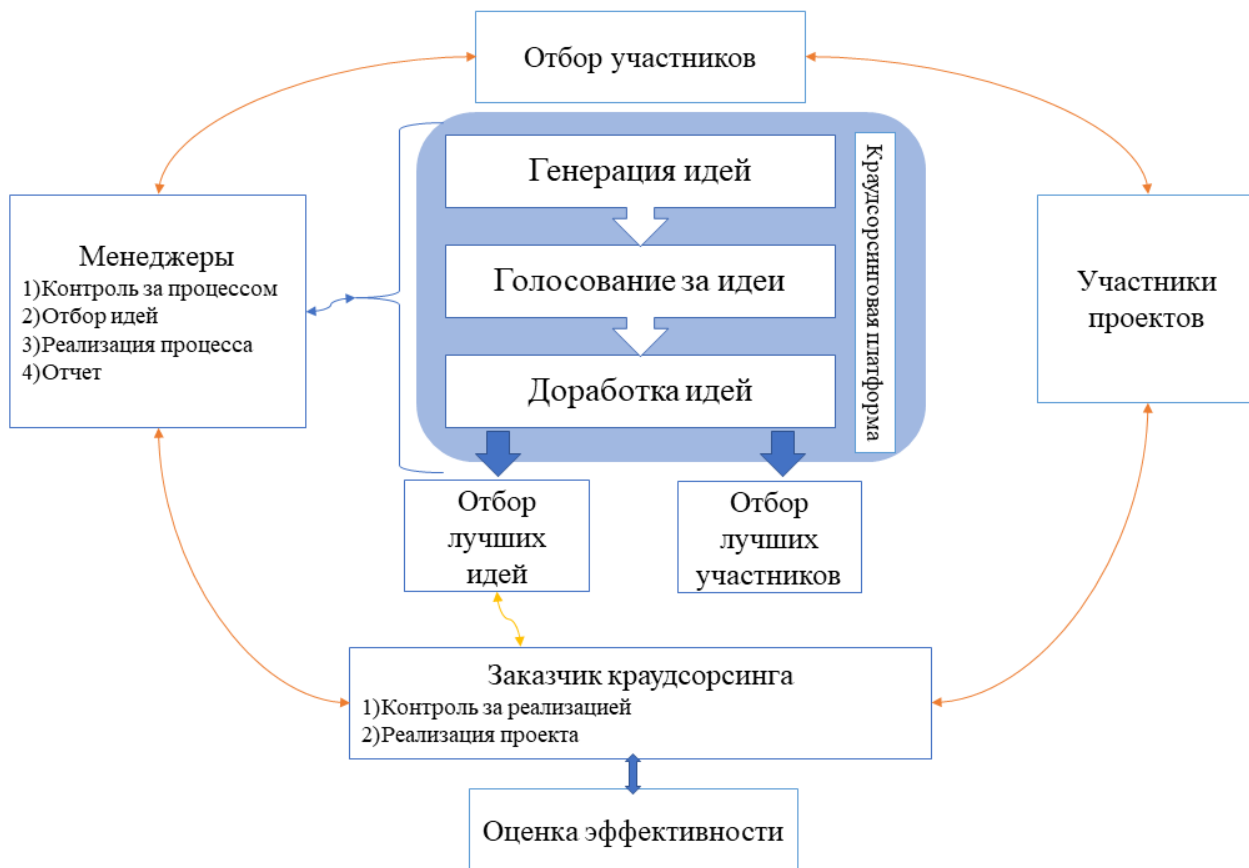 Отбор участников
Генерация идей
Голосование за идеи
Доработка идей
Краудсорсинговая платформа
Менеджеры
1)Контроль за процессом
2)Отбор идей
3)Реализация процесса
4)Отчет
Участники
проектов
Отбор
лучших
идей
Отбор
лучших
участников
Заказчик краудсорсинга
1)Контроль за реализацией
2)Реализация проекта
Оценка эффективности